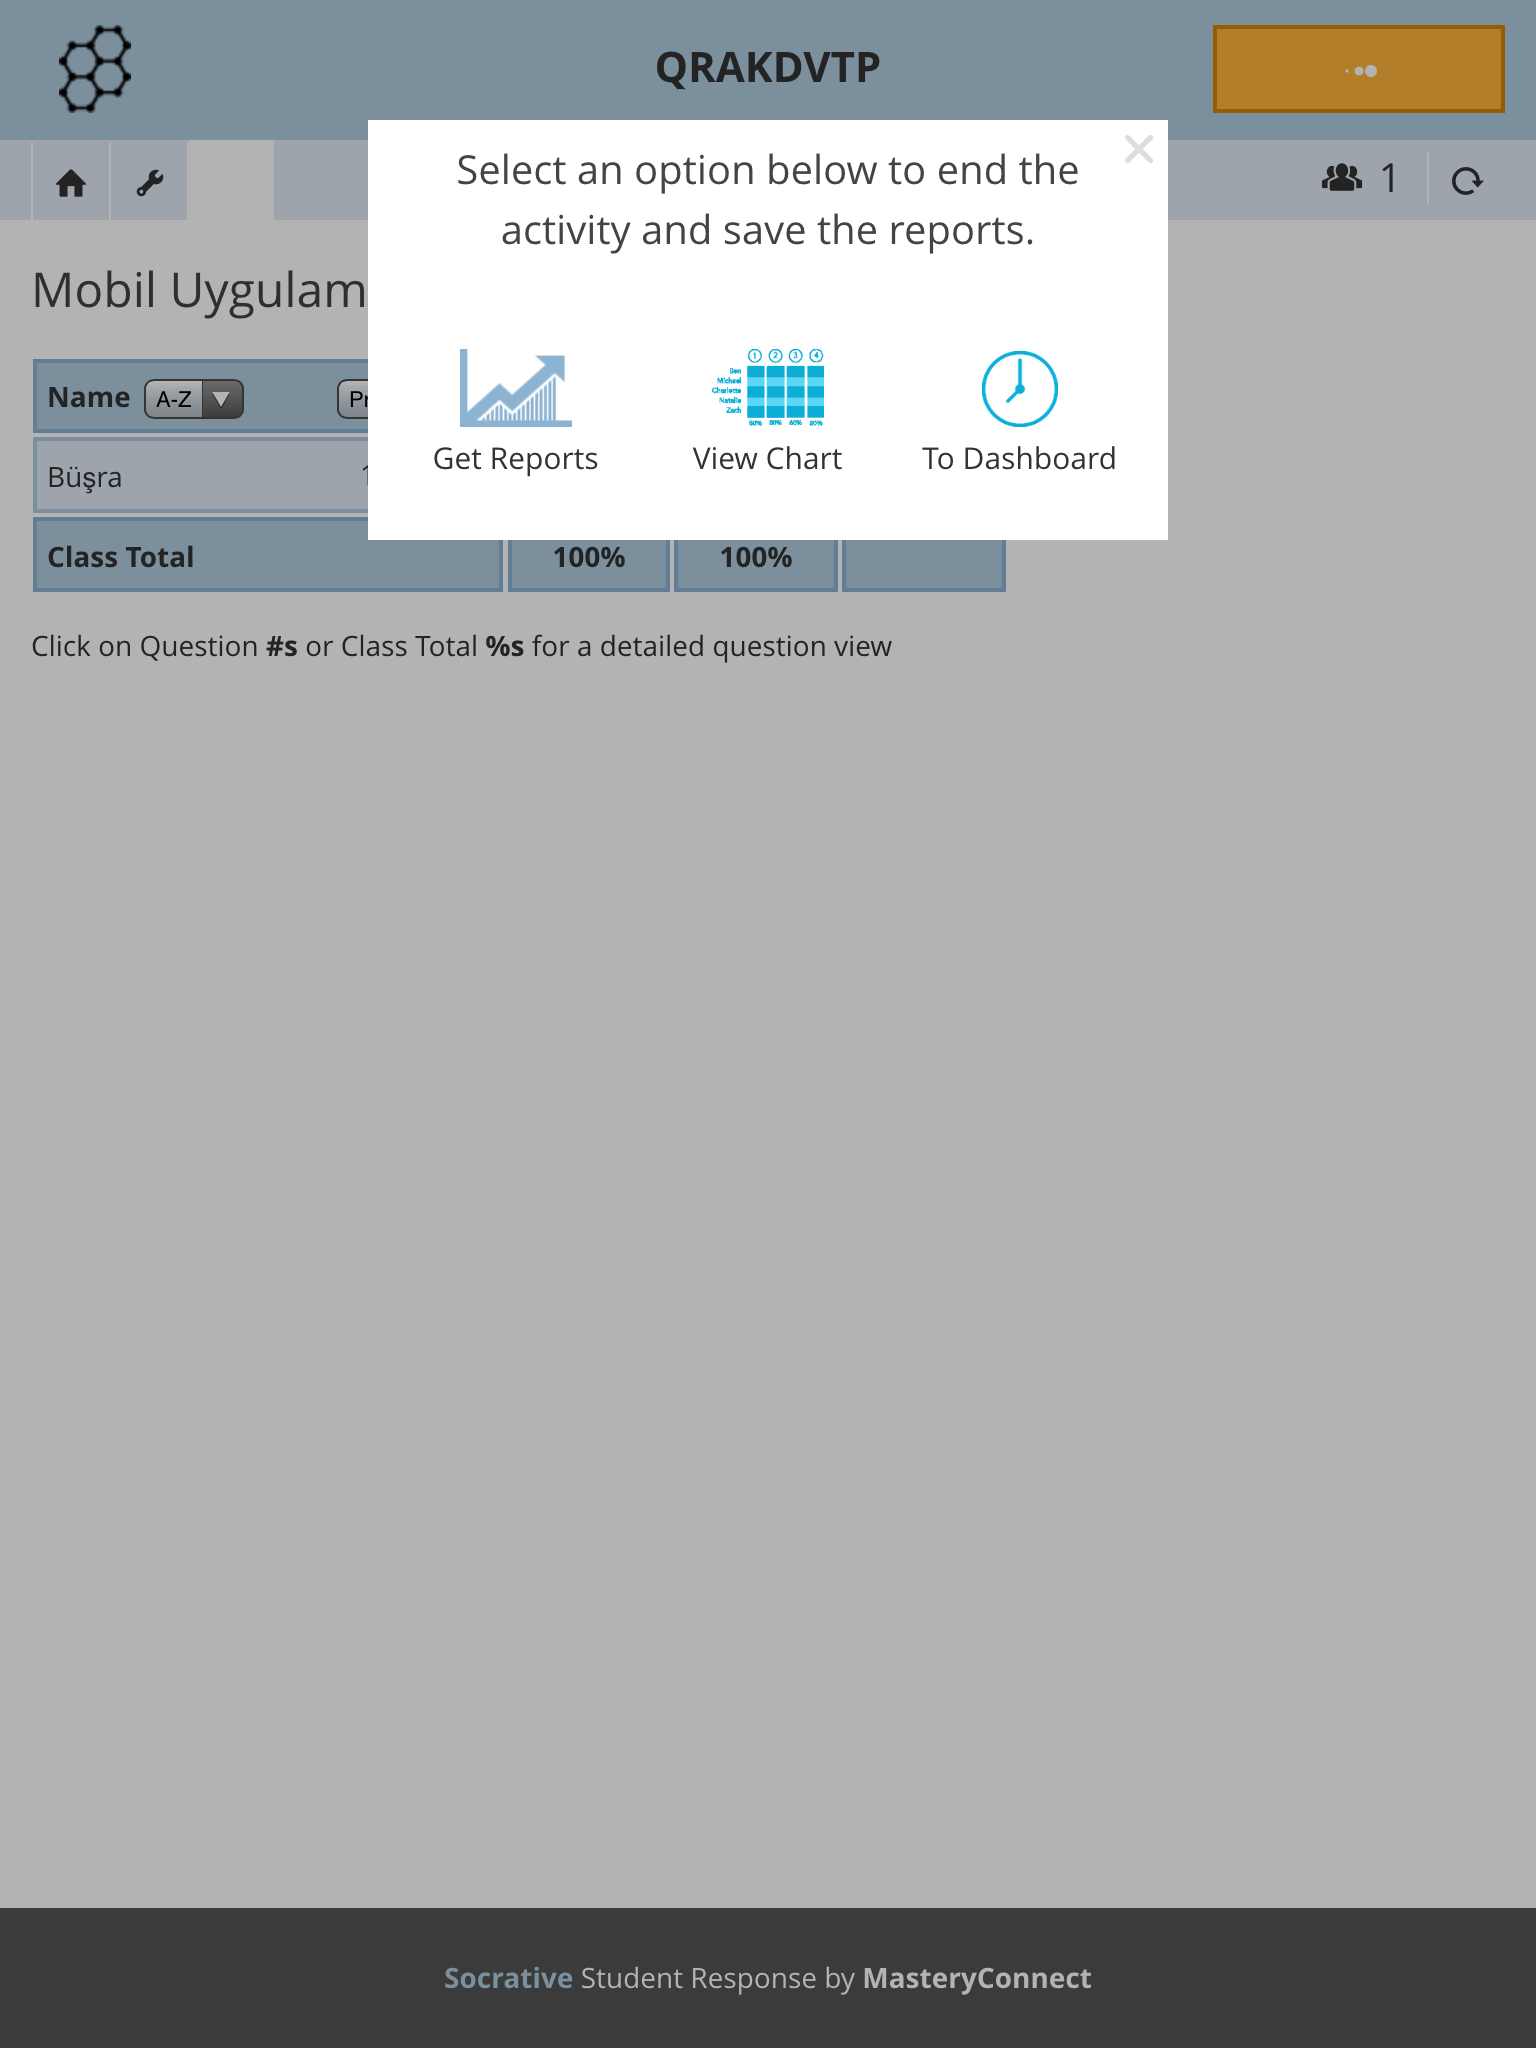 QRAKDVTP
1
Select an option below to end the
activity and save the reports.
Get Reports
View Chart
To Dashboard
Mobil Uygulam
Name A-Z
Büşra
Class Total 100% 100%
Click on Question #s or Class Total %s for a detailed question view
Socrative Student Response by MasteryConnect